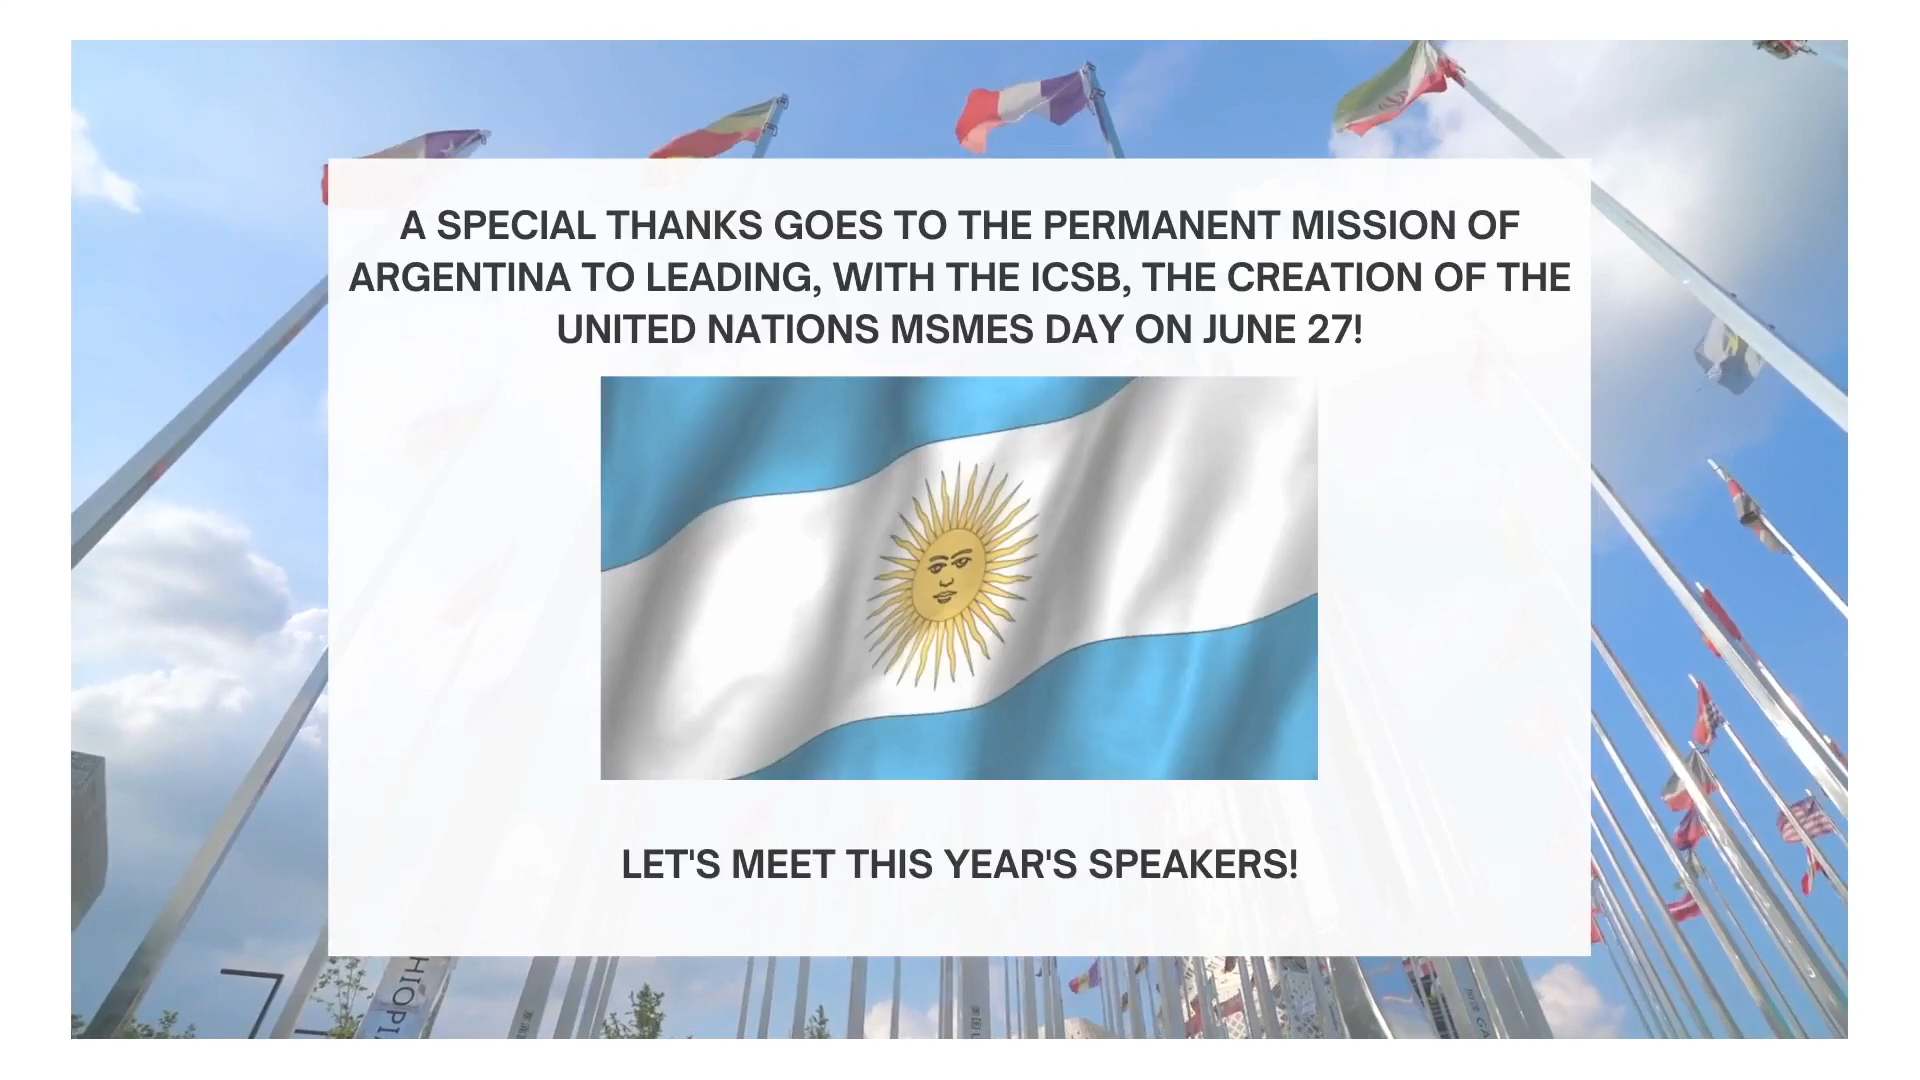 A SPECIAL THANKS GOES TO THE PERMANENT MISSION OF
ARGENTINA TO LEADING, WITH THE ICSB, THE CREATION OF THE
UNITED NATIONS MSMES DAY ON JUNE 27!
LET'S MEET THIS YEAR'S SPEAKERS!
HIOPI